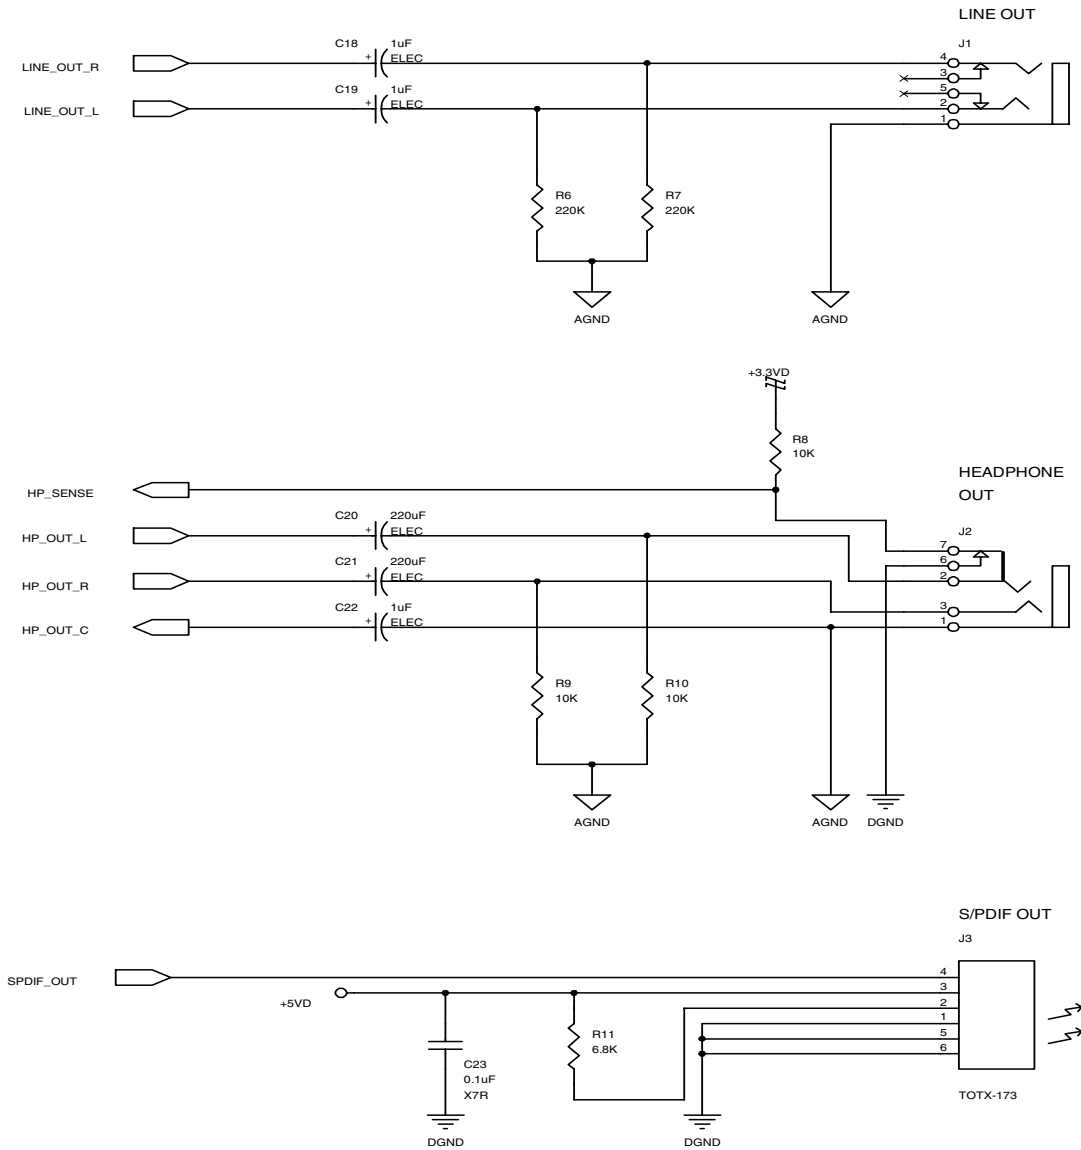 LINE OUT
J1
C18 1uF
+ ELEC
LINE_OUT_R
4
3
C19 1uF
+ ELEC
LINE_OUT_L
5
2
1
R6
220K
R7
220K
AGND
AGND
+3.3VD
R8
10K
HEADPHONE
OUT
HP_SENSE
J2
C20 220uF
+ ELEC
HP_OUT_L
7
6
2
C21 220uF
+ ELEC
HP_OUT_R
3
1
C22 1uF
+ ELEC
HP_OUT_C
R9
10K
R10
10K
AGND
AGND
DGND
S/PDIF OUT
J3
SPDIF_OUT
4
3
2
1
5
6
+5VD
R11
6.8K
C23
0.1uF
X7R
TOTX-173
DGND
DGND